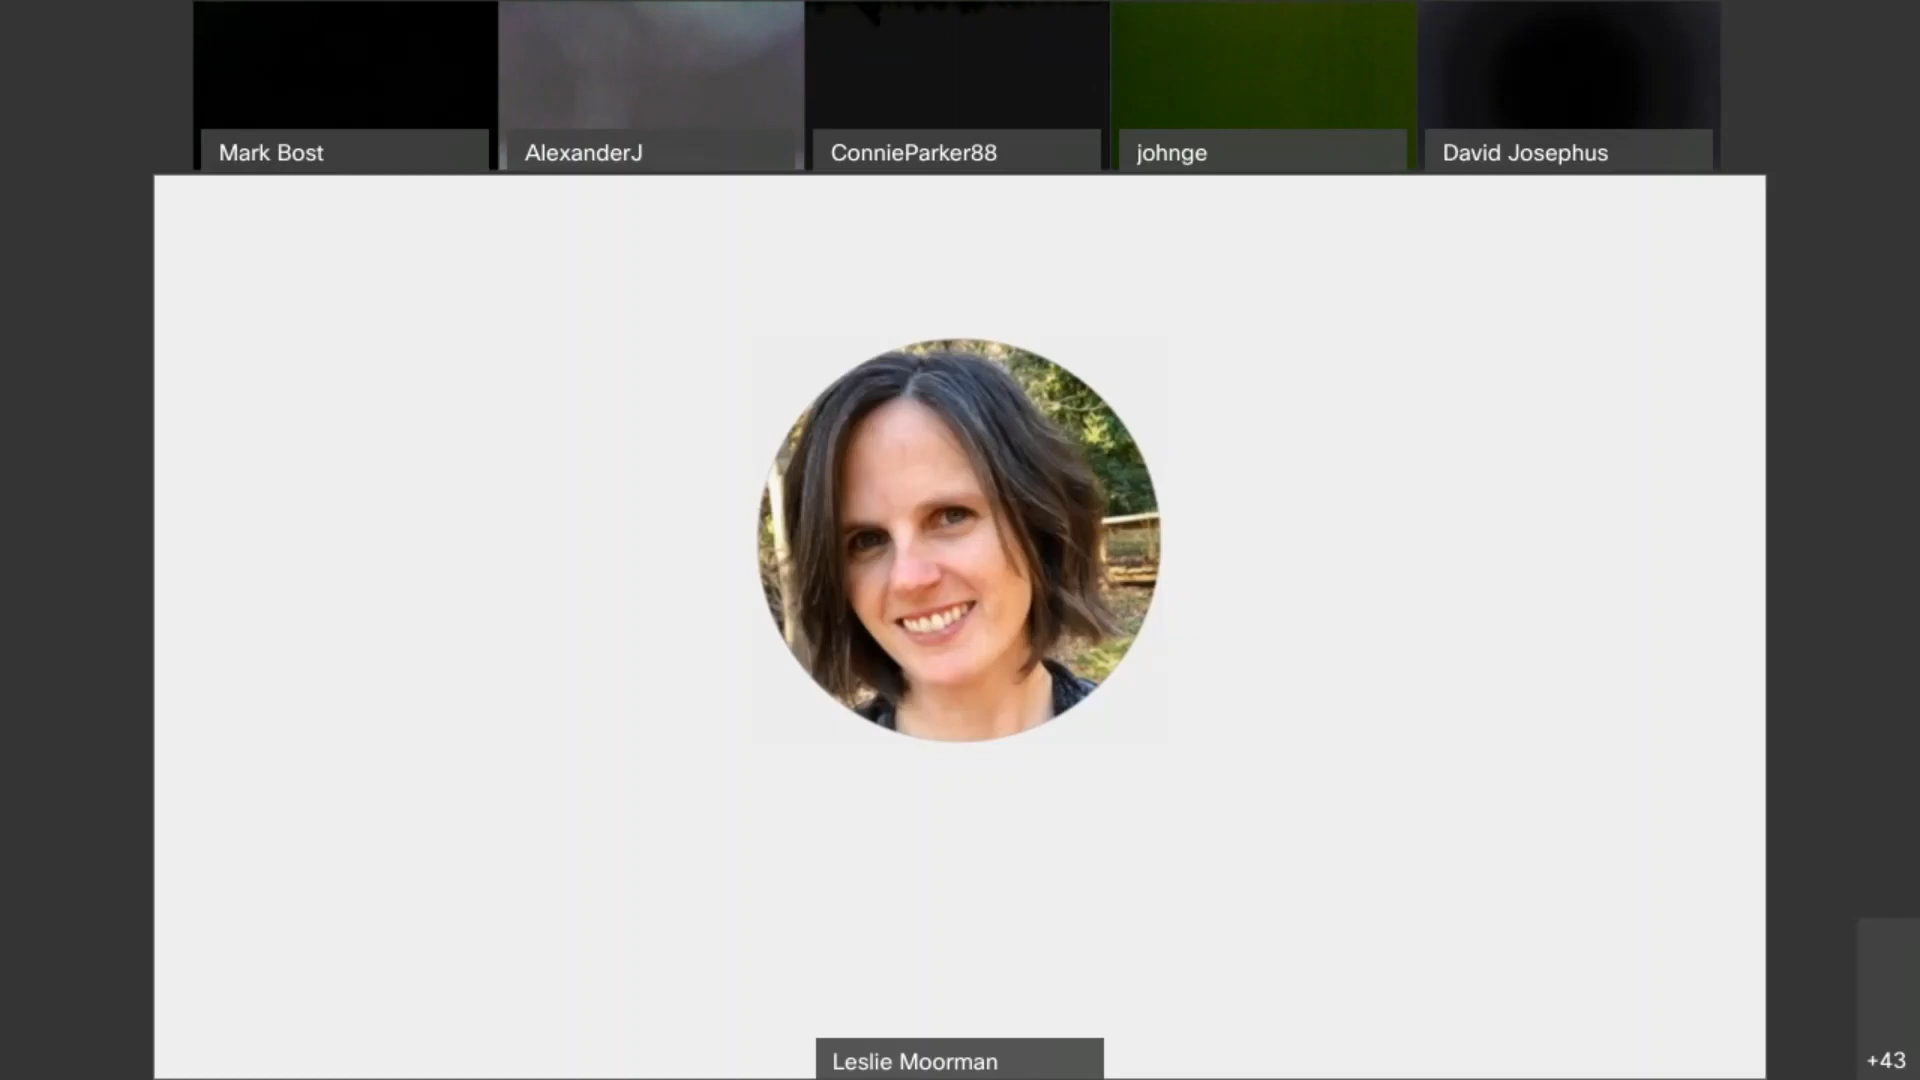 Mark Bost
AlexanderJ
ConnieParker88
johnge
David Josephus
Leslie Moorman
+43